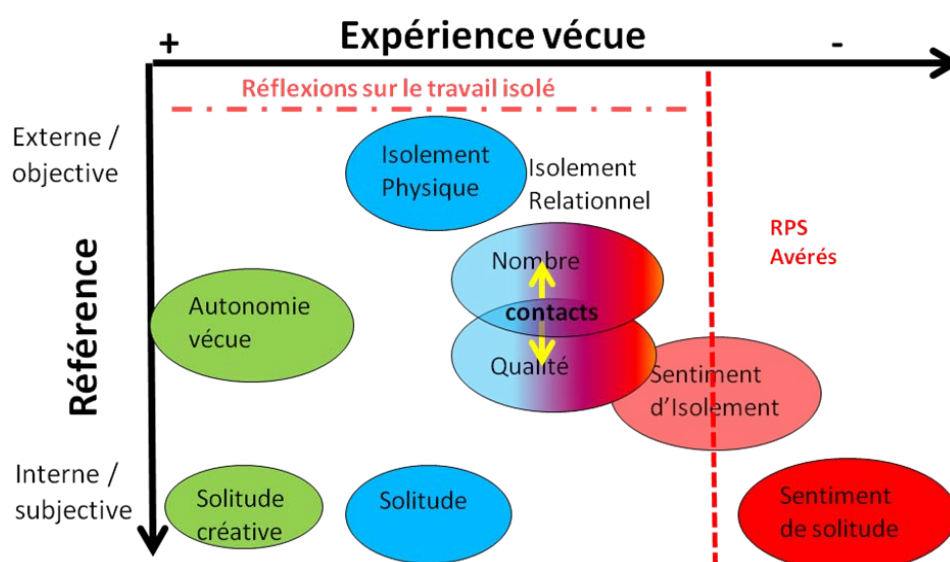 Expérience vécue
+
-
Réflexions sur le travail isolé
Externe /
objective
Isolement
Physique
Isolement
Relationnel
RPS
Avérés
Référence
Nombre
contacts
Qualité
Autonomie
vécue
Sentiment
d'Isolement
Interne /
subjective
Solitude
créative
Solitude
Sentiment
de solitude